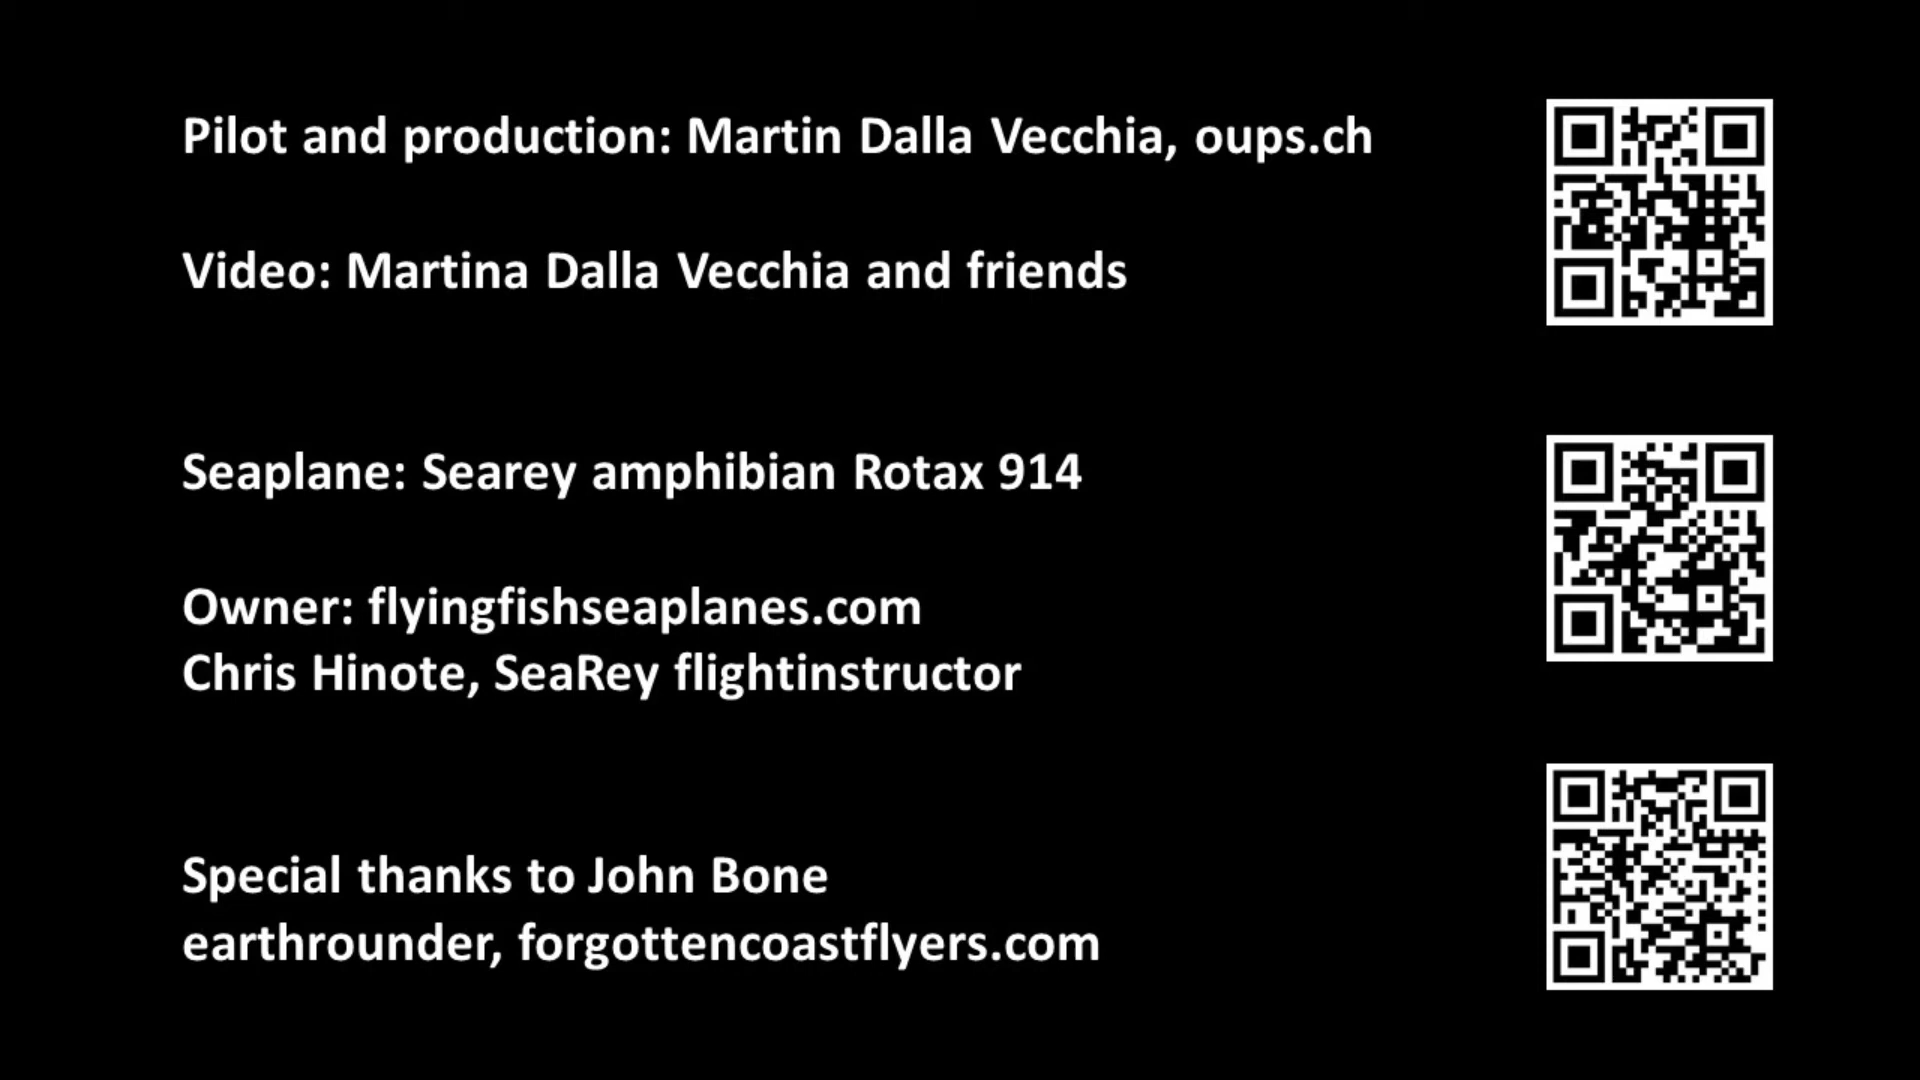 Pilot and production: Martin Dalla Vecchia, oups.ch
Video: Martina Dalla Vecchia and friends
Seaplane: Searey amphibian Rotax 914
Owner: flyingfishseaplanes.com
Chris Hinote, SeaRey flightinstructor
Special thanks to John Bone
earthrounder, forgottencoastflyers.com